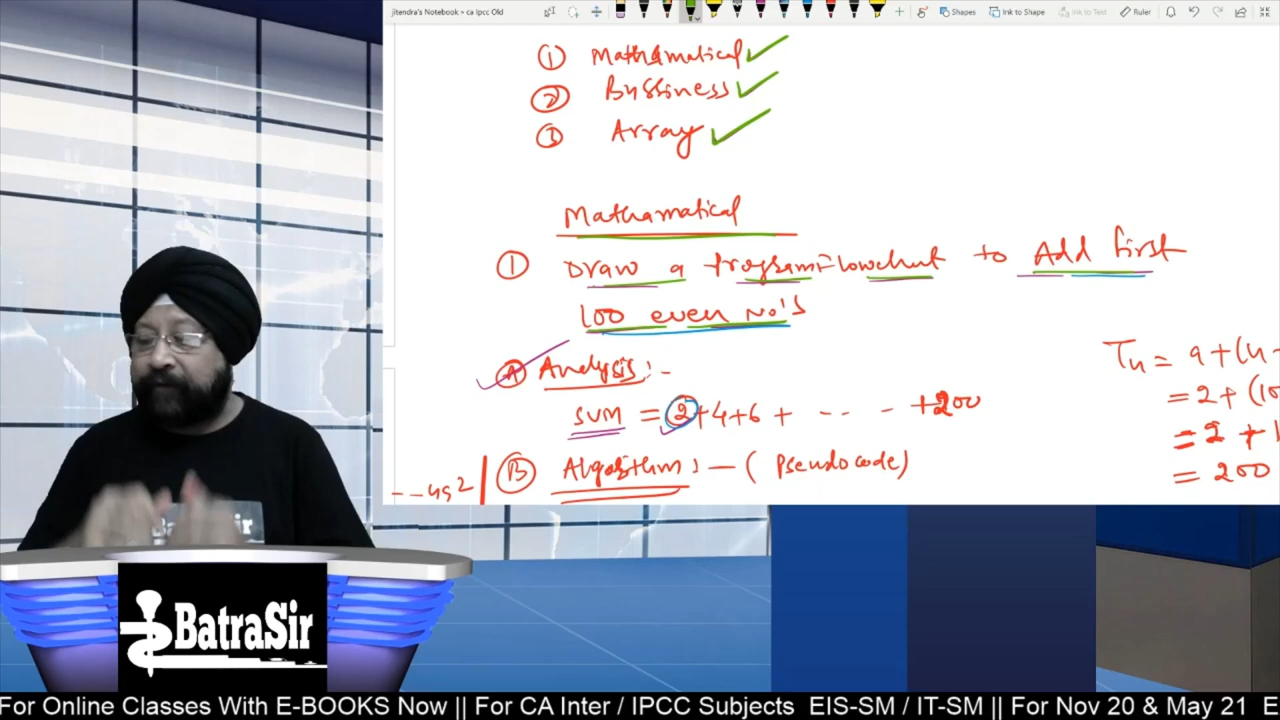 jitendra's Notebook > ca Ipcc Old
Shapes
Ink to Shape
Ink to Text
Ruler
① Mathamatical
② Bussiness
③ Array
Mathamatical
① Draw a program Flowchart to Add first
100 even No's
Ⓐ Analysis :-
SUM = 2+4+6+ -- - - +200
Ⓑ Algorithm :- (Pseudocode)
Tn = a+(n-
= 2+(10
= 2+1
= 200
BatraSir
For Online Classes With E-BOOKS Now || For CA Inter / IPCC Subjects EIS-SM / IT-SM || For Nov 20 & May 21 E